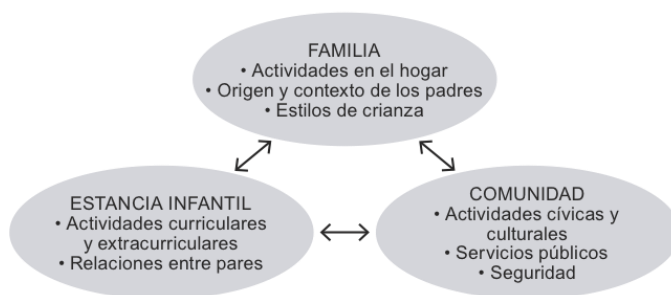 FAMILIA
• Actividades en el hogar
• Origen y contexto de los padres
• Estilos de crianza
ESTANCIA INFANTIL
• Actividades curriculares
y extracurriculares
• Relaciones entre pares
COMUNIDAD
• Actividades cívicas y
culturales
• Servicios públicos
• Seguridad